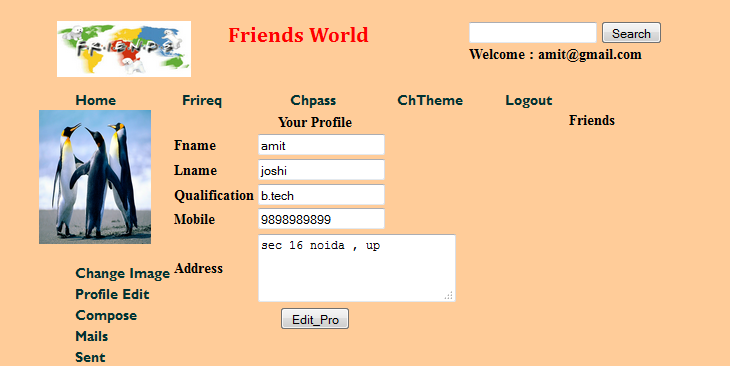 FRIENDS
Friends World
Search
Welcome : amit@gmail.com
Home Frireq Chpass ChTheme Logout
Your Profile
Friends
Fname amit
Lname joshi
Qualification b.tech
Mobile 9898989899
Address sec 16 noida , up
Edit_Pro
Change Image
Profile Edit
Compose
Mails
Sent